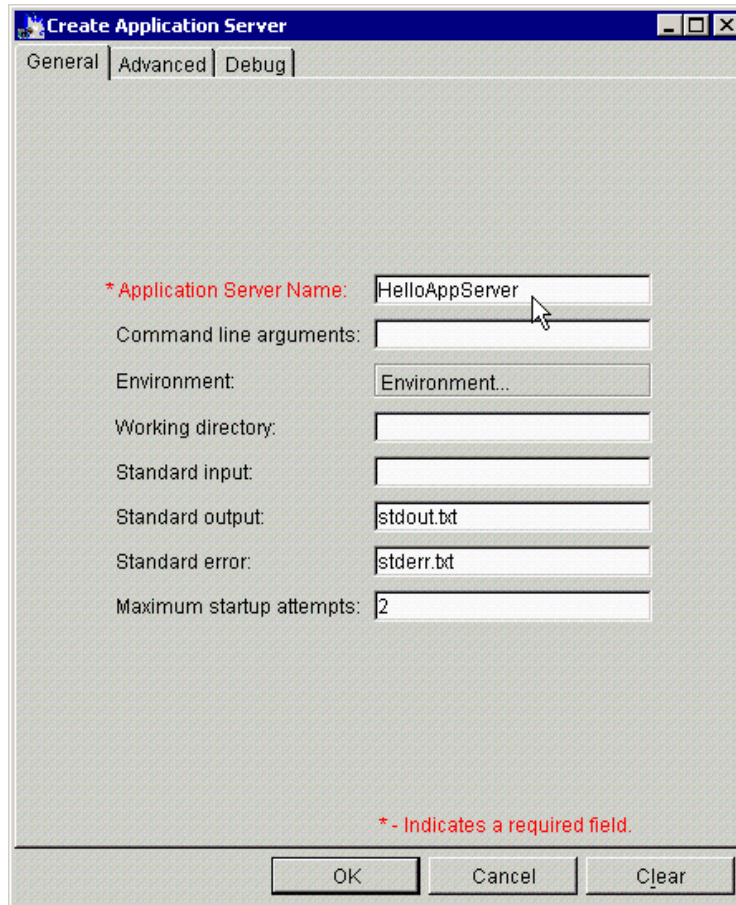 Create Application Server
General Advanced Debug
* Application Server Name: HelloAppServer
Command line arguments:
Environment: Environment...
Working directory:
Standard input:
Standard output: stdout.txt
Standard error: stderr.txt
Maximum startup attempts: 2
* - Indicates a required field.
OK Cancel Clear